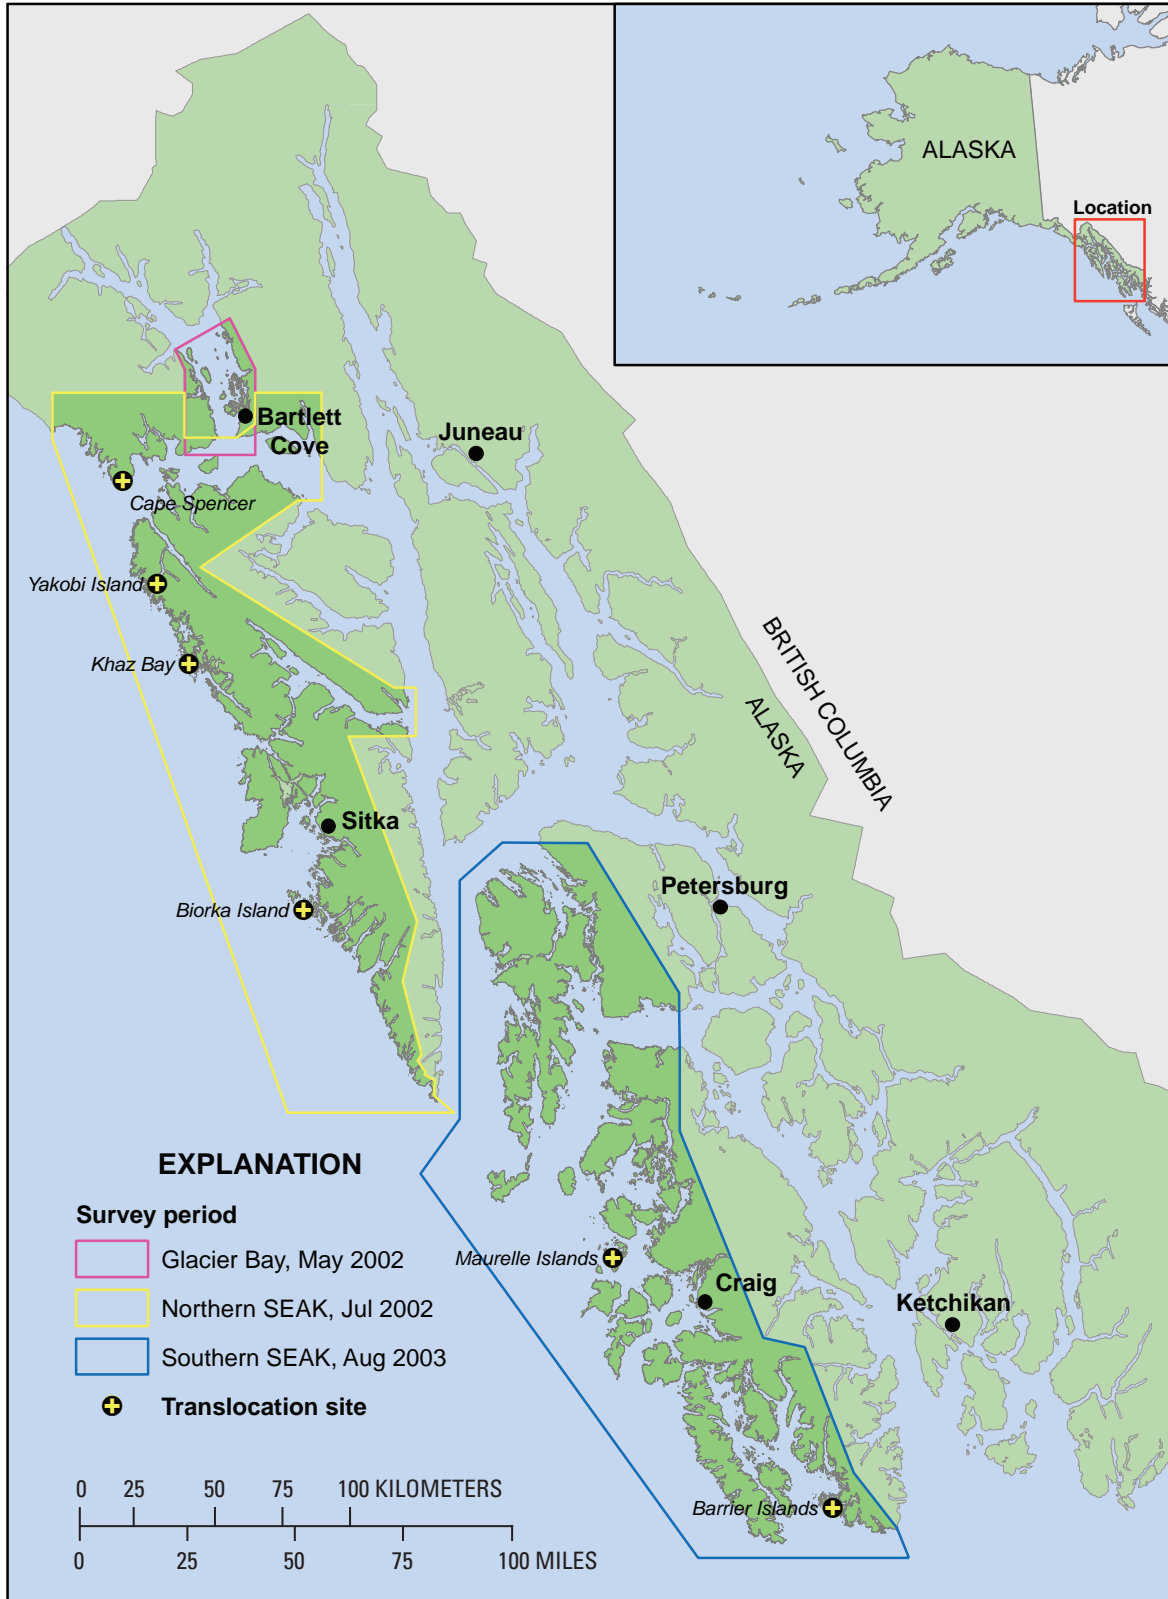 ALASKA
Location
Bartlett
Cove
Juneau
Cape Spencer
Yakobi Island
Khaz Bay
BRITISH COLUMBIA
ALASKA
Sitka
Petersburg
Biorka Island
EXPLANATION
Survey period
Glacier Bay, May 2002
Northern SEAK, Jul 2002
Southern SEAK, Aug 2003
Translocation site
Maurelle Islands
Craig
Ketchikan
Barrier Islands
0 25 50 75 100 KILOMETERS
0 25 50 75 100 MILES